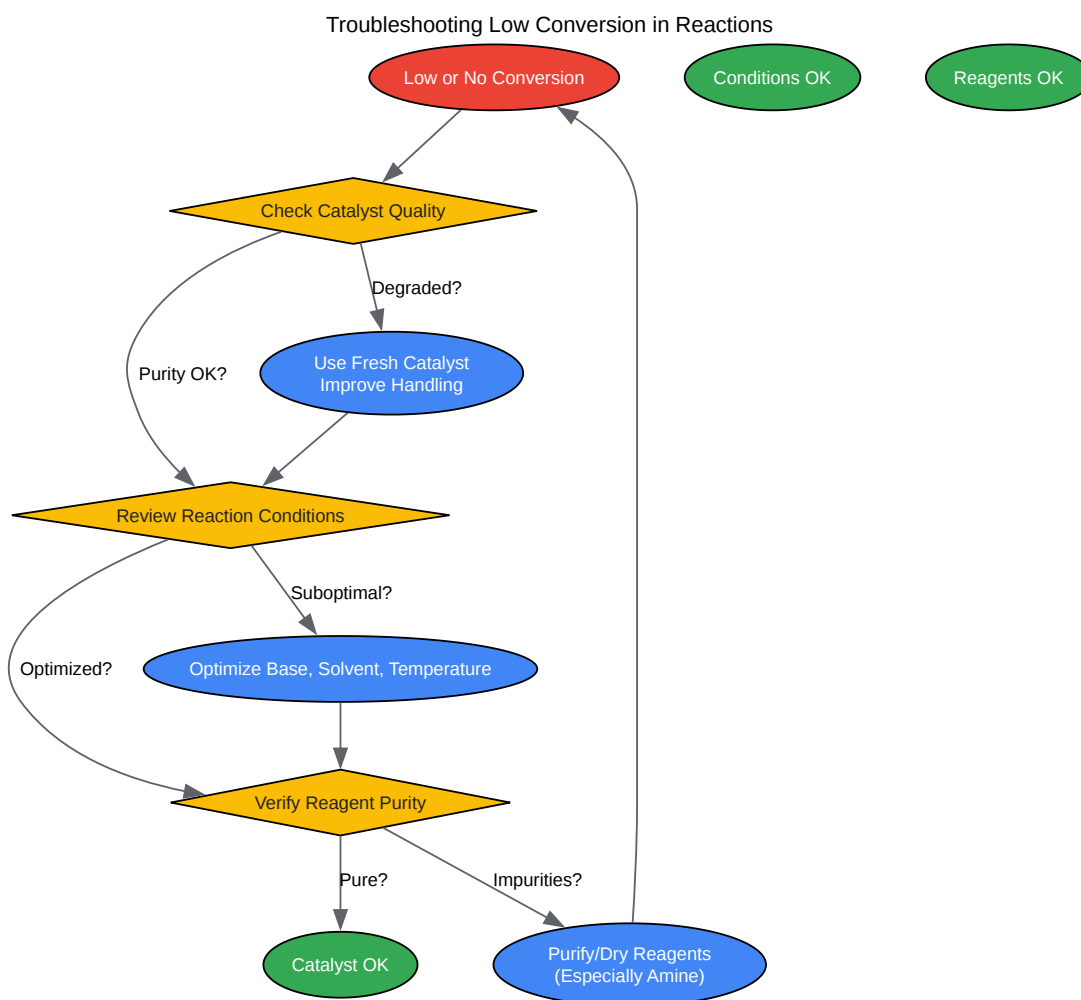 Troubleshooting Low Conversion in Reactions
Low or No Conversion
Conditions OK
Reagents OK
Check Catalyst Quality
Degraded?
Use Fresh Catalyst
Improve Handling
Purity OK?
Review Reaction Conditions
Suboptimal?
Optimized?
Optimize Base, Solvent, Temperature
Verify Reagent Purity
Pure?
Impurities?
Catalyst OK
Purify/Dry Reagents
(Especially Amine)